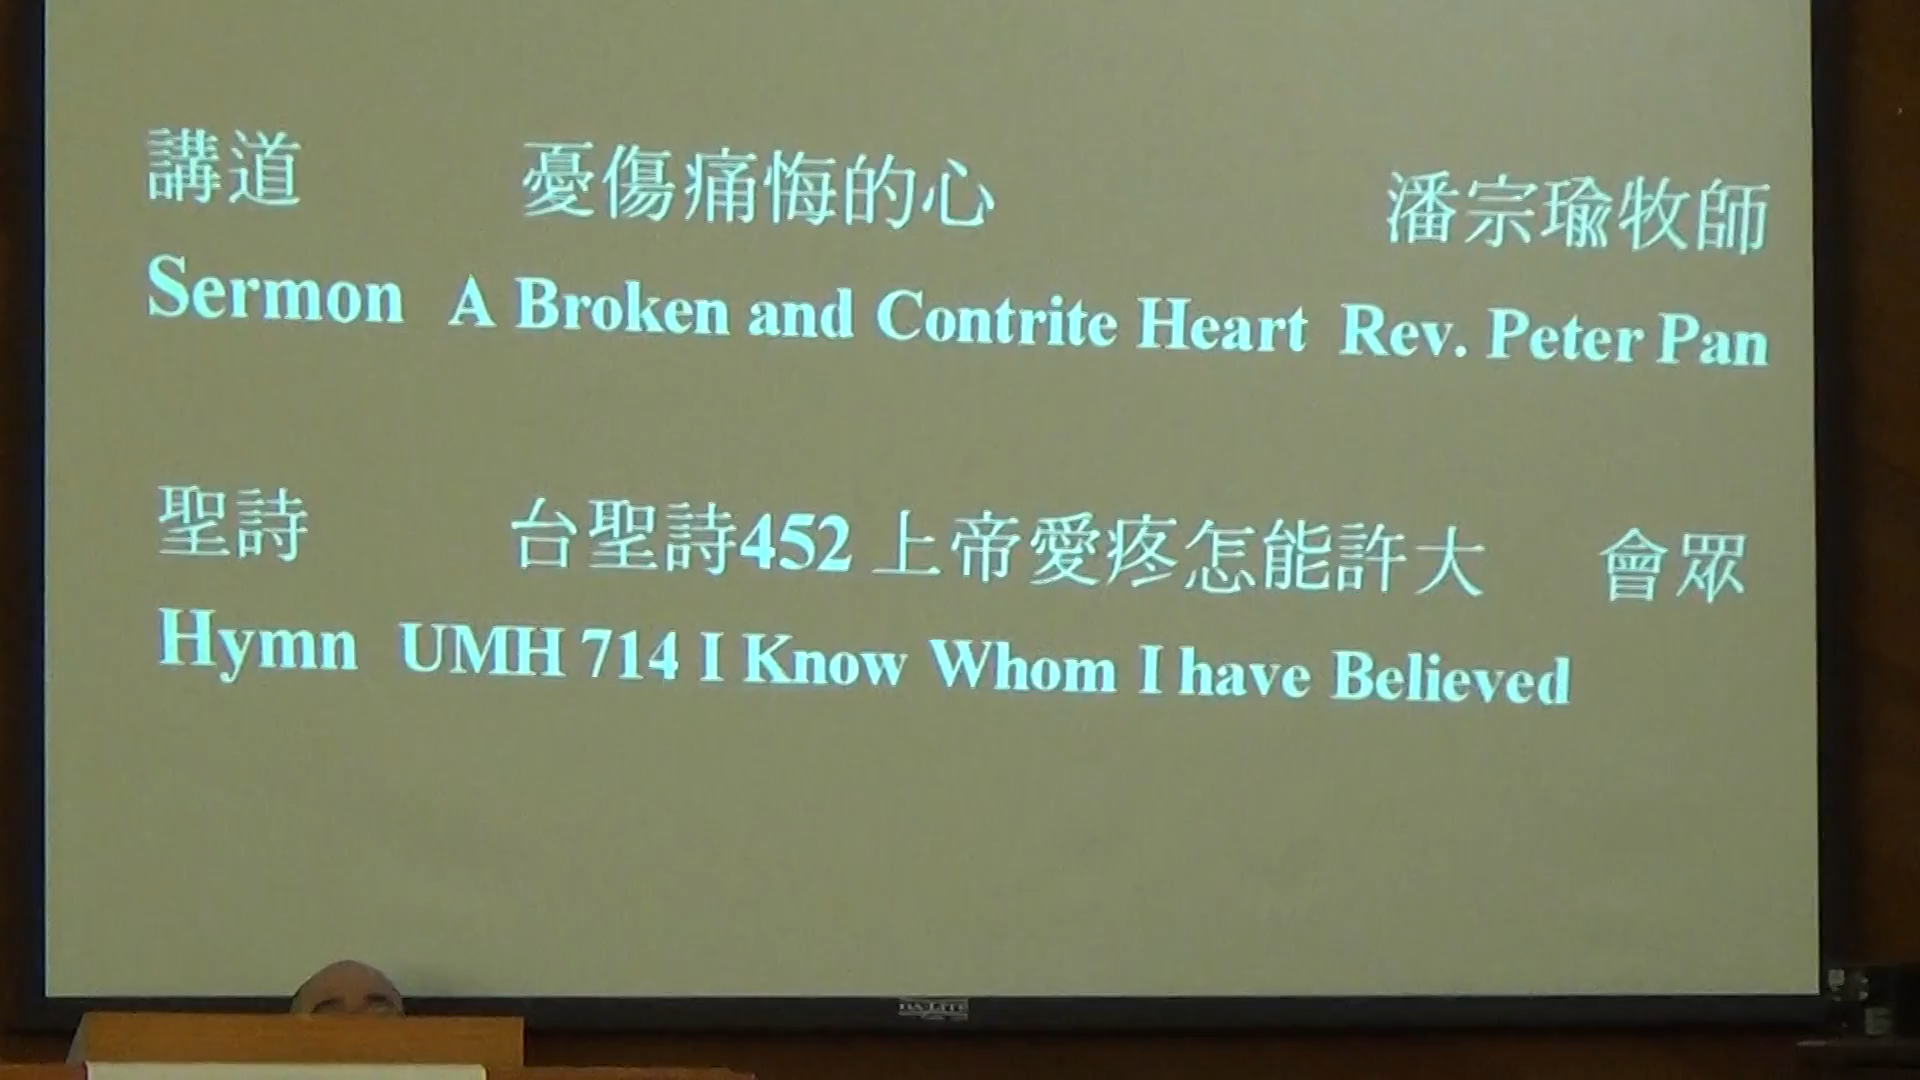 講道 憂傷痛悔的心 潘宗瑜牧師
Sermon A Broken and Contrite Heart Rev. Peter Pan
聖詩 台聖詩452 上帝愛疼怎能許大 會眾
Hymn UMH 714 I Know Whom I have Believed
DA-LITE